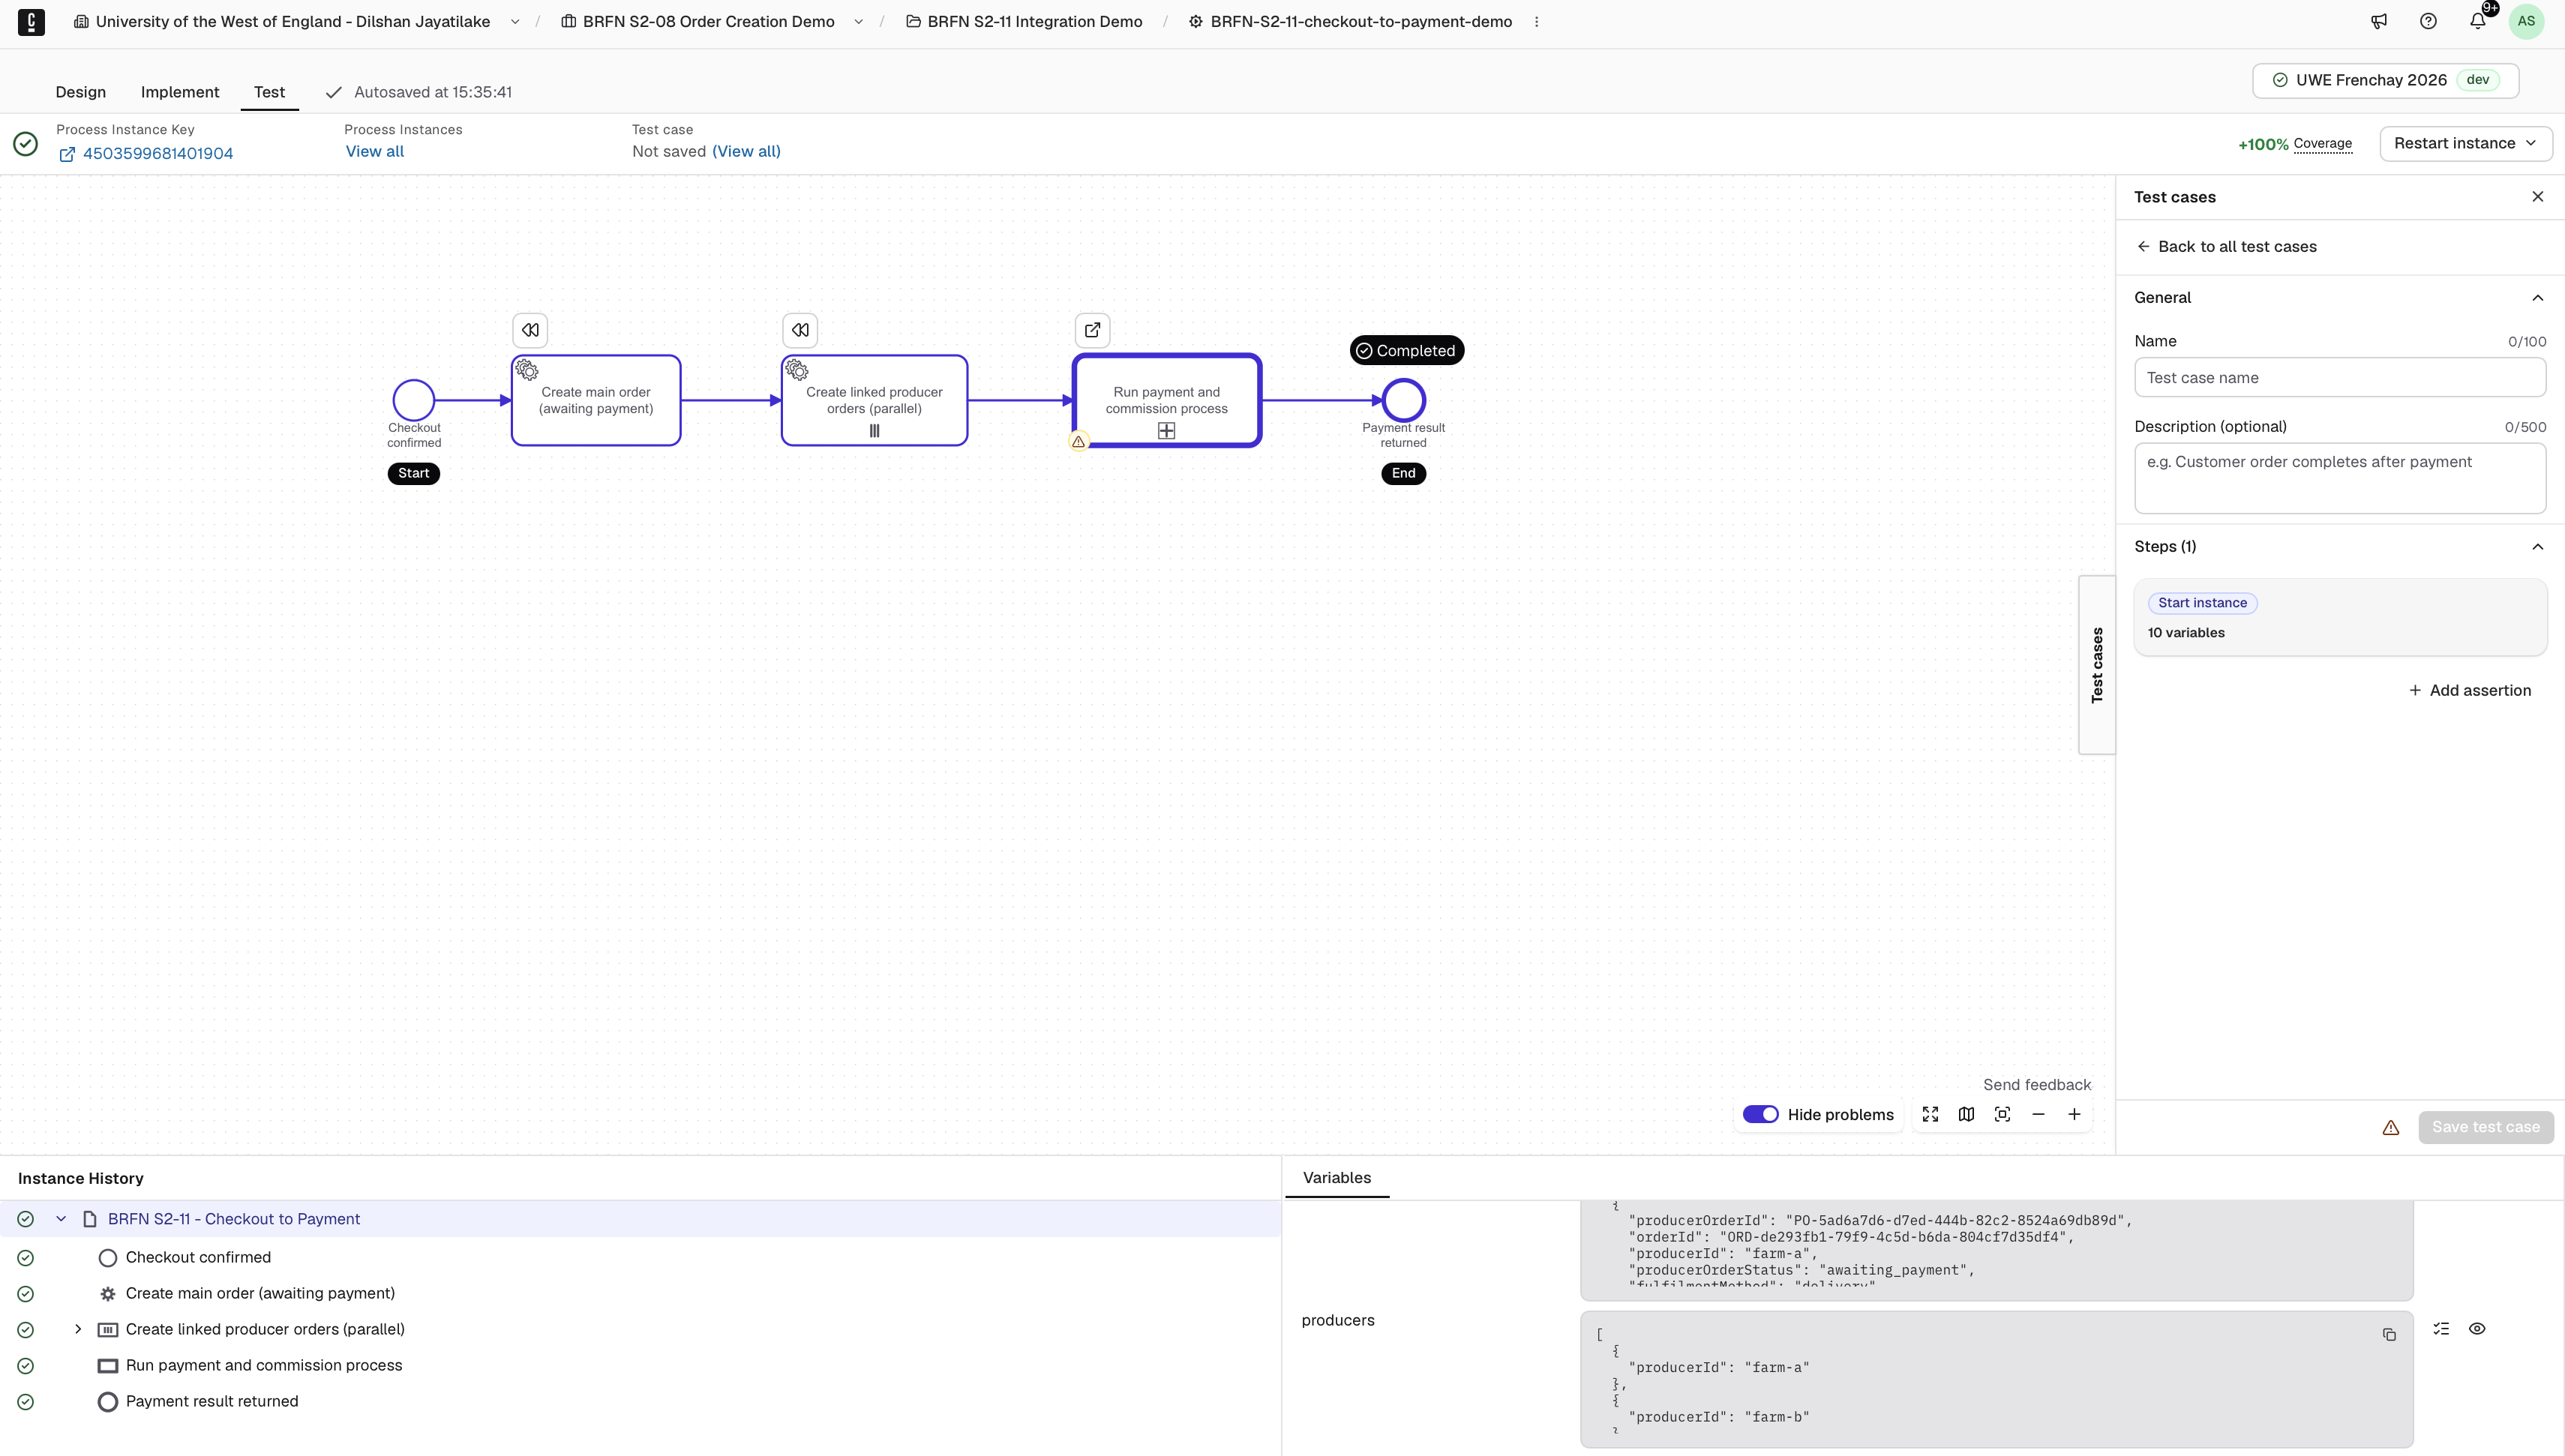 University of the West of England - Dilshan Jayatilake / BRFN S2-08 Order Creation Demo / BRFN S2-11 Integration Demo / BRFN-S2-11-checkout-to-payment-demo
9+
AS
Design Implement Test Autosaved at 15:35:41
UWE Frenchay 2026 dev
Process Instance Key
4503599681401904
Process Instances
View all
Test case
Not saved (View all)
+100% Coverage
Restart instance
Checkout
confirmed
Start
Create main order
(awaiting payment)
Create linked producer
orders (parallel)
Run payment and
commission process
Completed
Payment result
returned
End
Test cases
Send feedback
Hide problems
Test cases
Back to all test cases
General
Name 0/100
Test case name
Description (optional) 0/500
e.g. Customer order completes after payment
Steps (1)
Start instance
10 variables
Add assertion
Save test case
Instance History
BRFN S2-11 - Checkout to Payment
Checkout confirmed
Create main order (awaiting payment)
Create linked producer orders (parallel)
Run payment and commission process
Payment result returned
Variables
{
"producerOrderId": "PO-5ad6a7d6-d7ed-444b-82c2-8524a69db89d",
"orderId": "ORD-de293fb1-79f9-4c5d-b6da-804cf7d35df4",
"producerId": "farm-a",
"producerOrderStatus": "awaiting_payment",
"fulfilmentMethod": "delivery"
producers
[
{
"producerId": "farm-a"
},
{
"producerId": "farm-b"
}